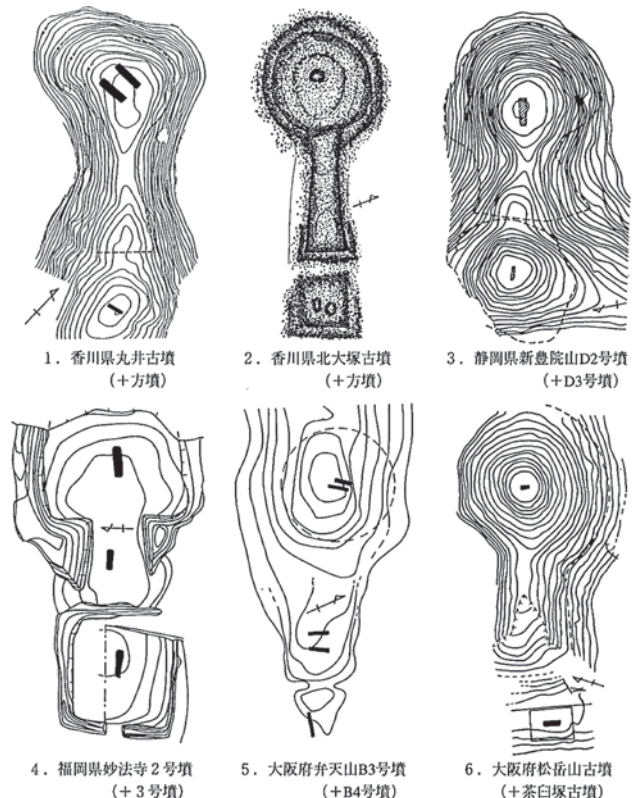 1．香川県丸井古墳
（＋方墳）
2．香川県北大塚古墳
（＋方墳）
3．静岡県新豊院山D2号墳
（＋D3号墳）
4．福岡県妙法寺2号墳
（＋3号墳）
5．大阪府弁天山B3号墳
（＋B4号墳）
6．大阪府松岳山古墳
（＋茶臼塚古墳）